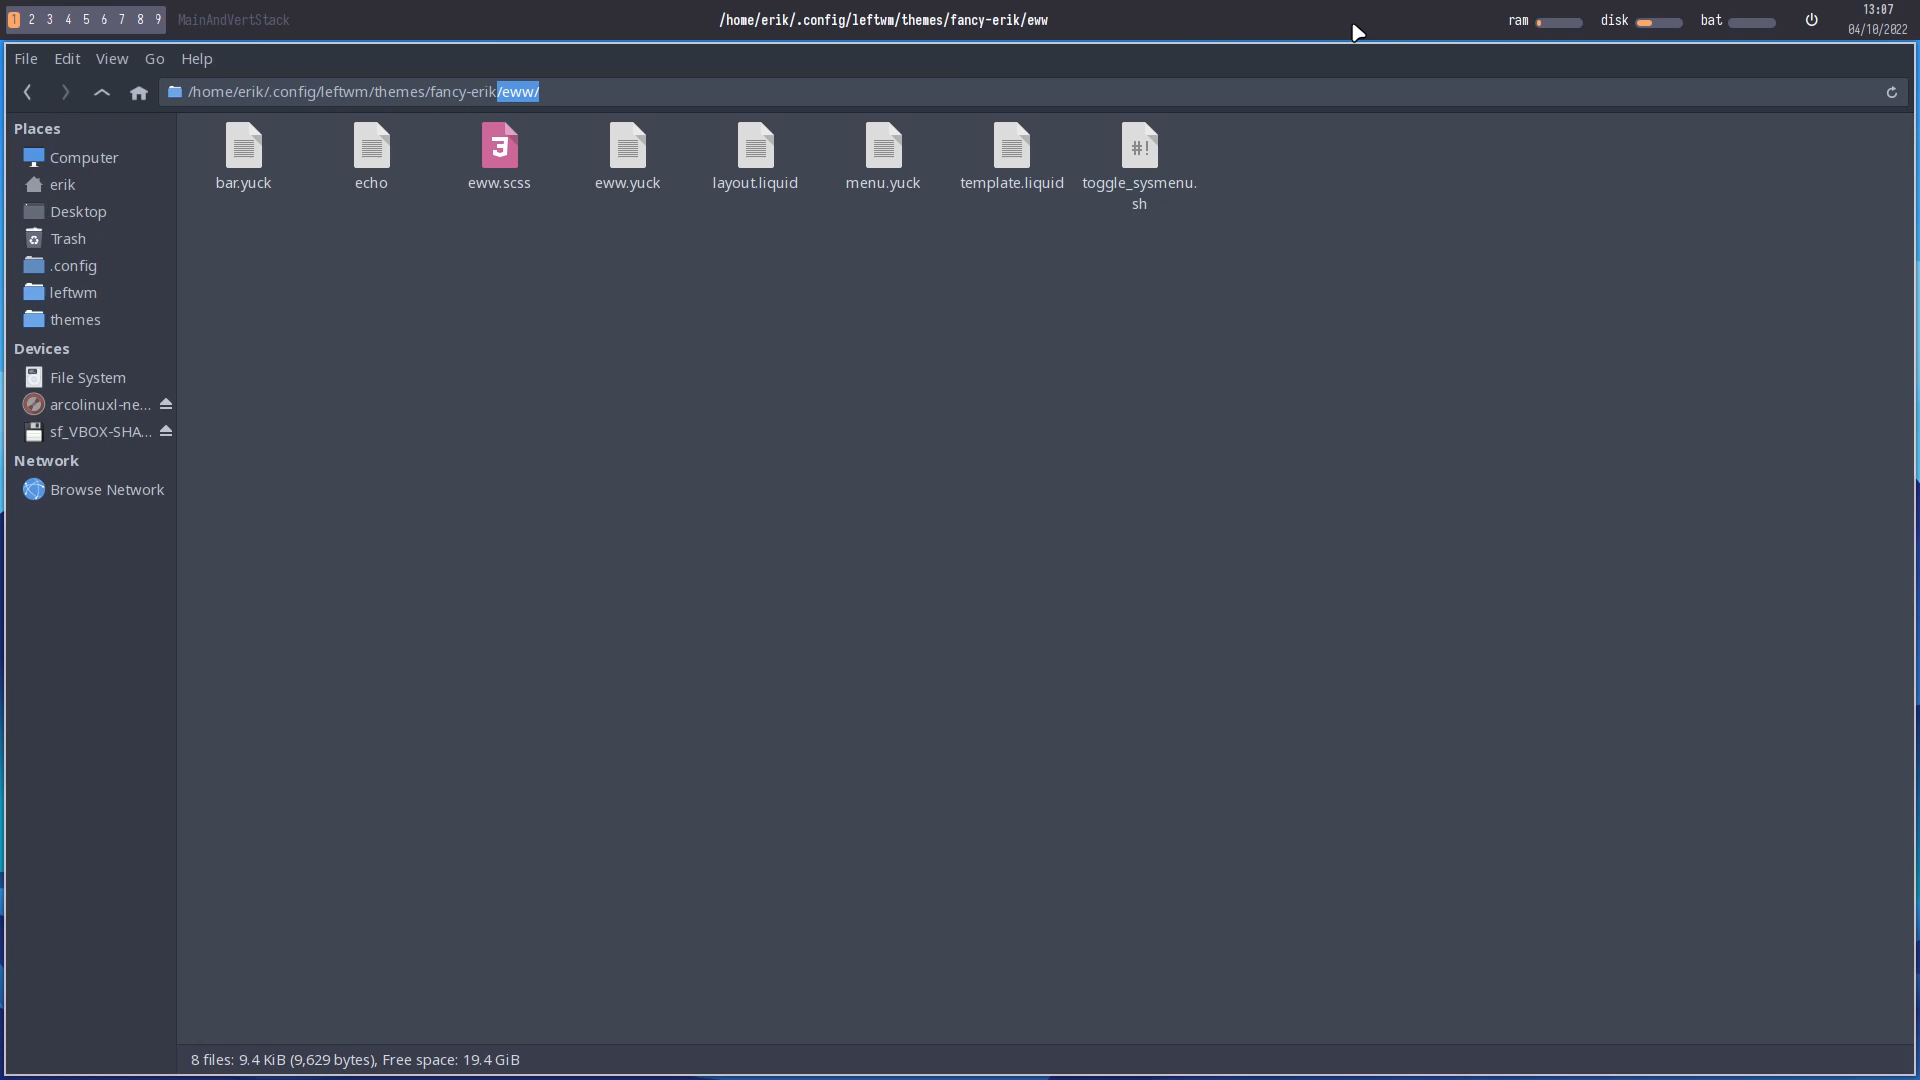 1 2 3 4 5 6 7 8 9 MainAndVertStack /home/erik/.config/leftwm/themes/fancy-erik/eww ram disk bat 13:07
04/10/2022
File Edit View Go Help
/home/erik/.config/leftwm/themes/fancy-erik/eww/
Places
Computer
erik
Desktop
Trash
.config
leftwm
themes
Devices
File System
arcolinuxl-ne...
sf_VBOX-SHA...
Network
Browse Network
bar.yuck
echo
3
eww.scss
eww.yuck
layout.liquid
menu.yuck
template.liquid
#!
toggle_sysmenu.
sh
8 files: 9.4 KiB (9,629 bytes), Free space: 19.4 GiB